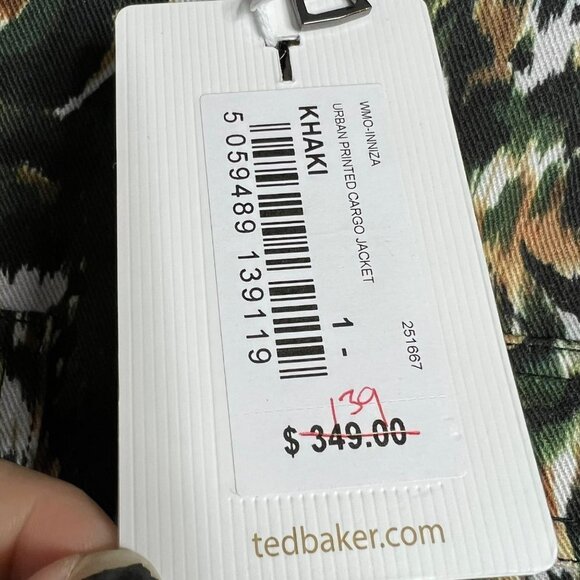 WMO-INNIZA
URBAN PRINTED CARGO JACKET
KHAKI
5 059489 139119
251667
1 -
139
$ 349.00
tedbaker.com